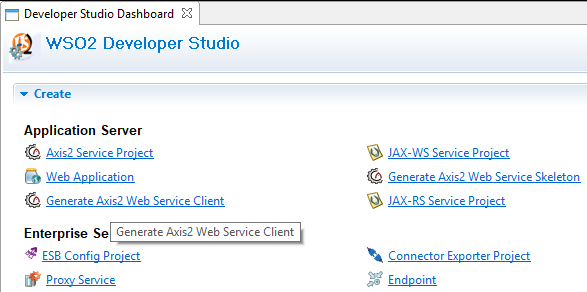 Developer Studio Dashboard
WSO2 Developer Studio
Create
Application Server
Axis2 Service Project
JAX-WS Service Project
Web Application
Generate Axis2 Web Service Skeleton
Generate Axis2 Web Service Client
JAX-RS Service Project
Generate Axis2 Web Service Client
Enterprise Se
ESB Config Project
Connector Exporter Project
Proxy Service
Endpoint